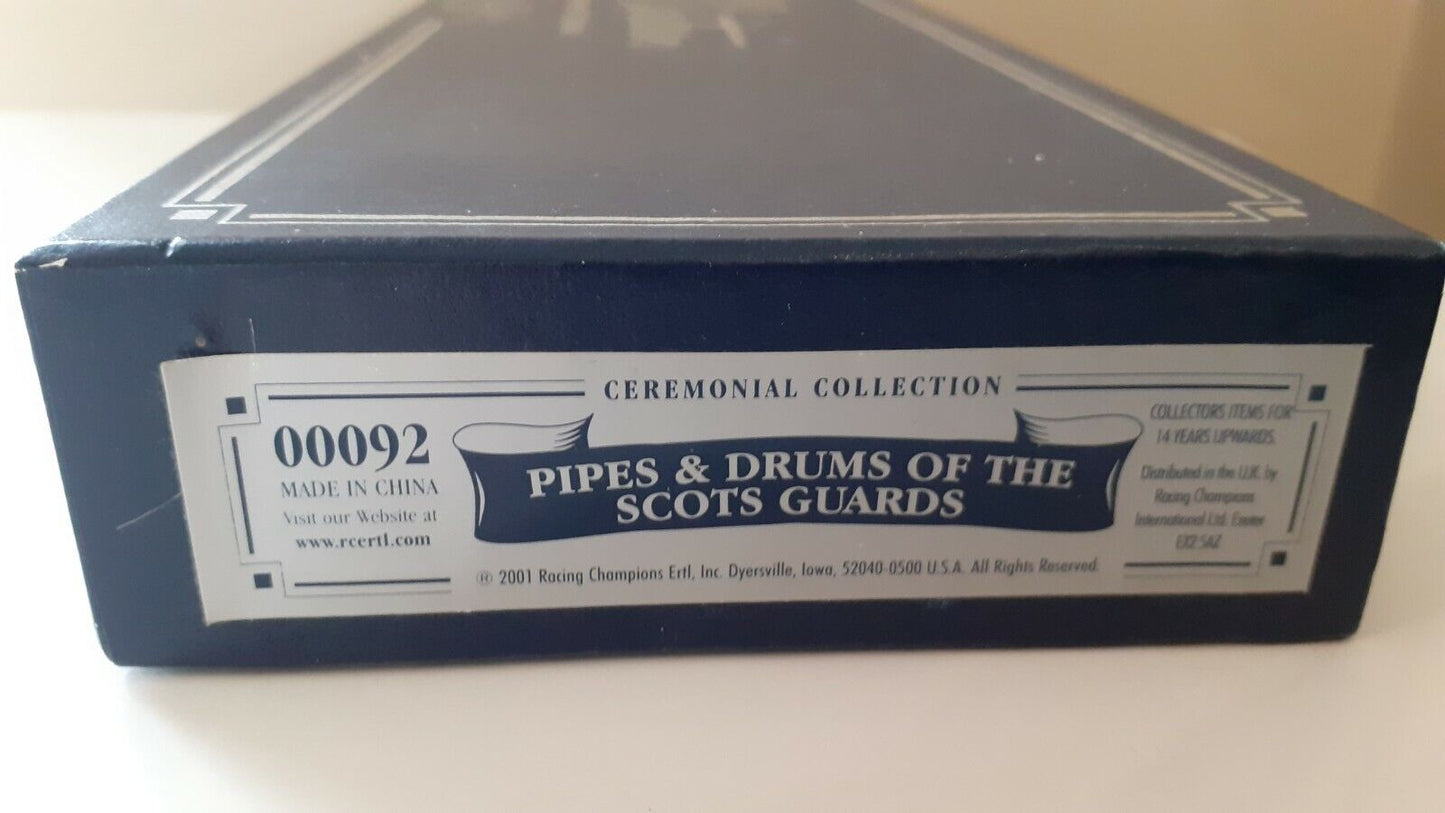 CEREMONIAL COLLECTION
00092
MADE IN CHINA
Visit our Website at
www.rcertl.com
PIPES & DRUMS OF THE
SCOTS GUARDS
COLLECTORS ITEMS FOR
14 YEARS UPWARDS.
Distributed in the U.K. by
Racing Champions
International Ltd. Exeter
EX2 5AZ
® 2001 Racing Champions Ertl, Inc. Dyersville, Iowa, 52040-0500 U.S.A. All Rights Reserved.